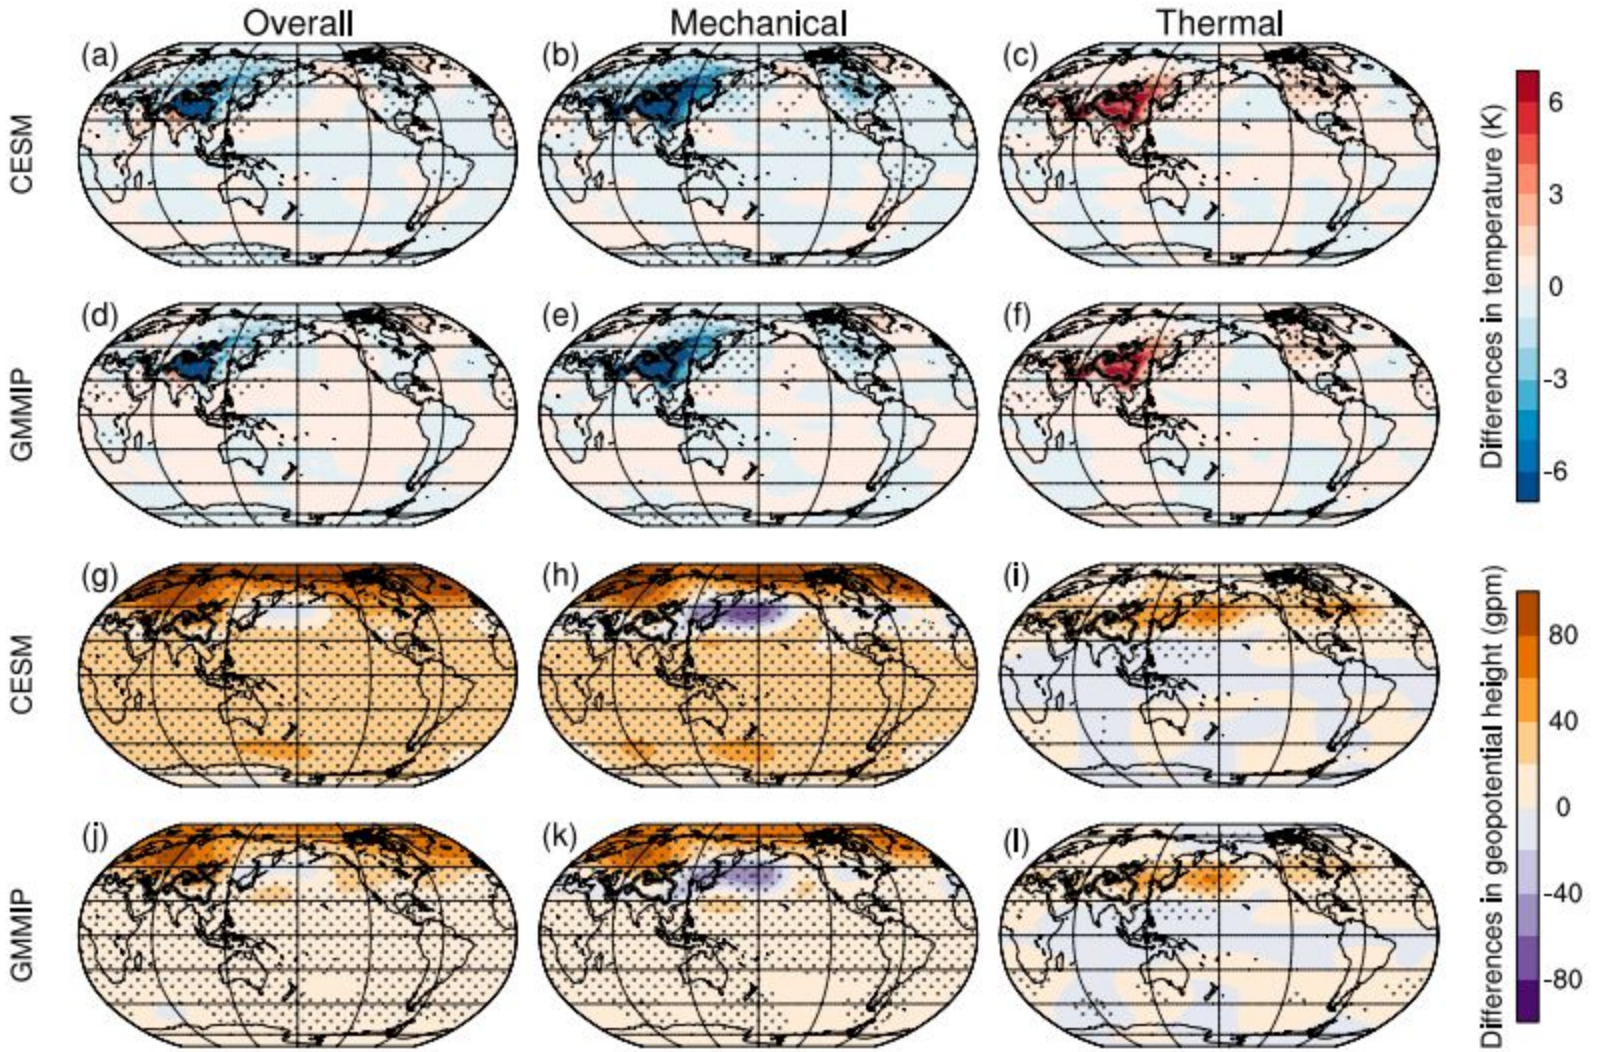 Overall
Mechanical
Thermal
(a)
(b)
(c)
CESM
(d)
(e)
(f)
GMMIP
6
3
0
-3
-6
Differences in temperature (K)
(g)
(h)
(i)
CESM
(j)
(k)
(l)
GMMIP
80
40
0
-40
-80
Differences in geopotential height (gpm)